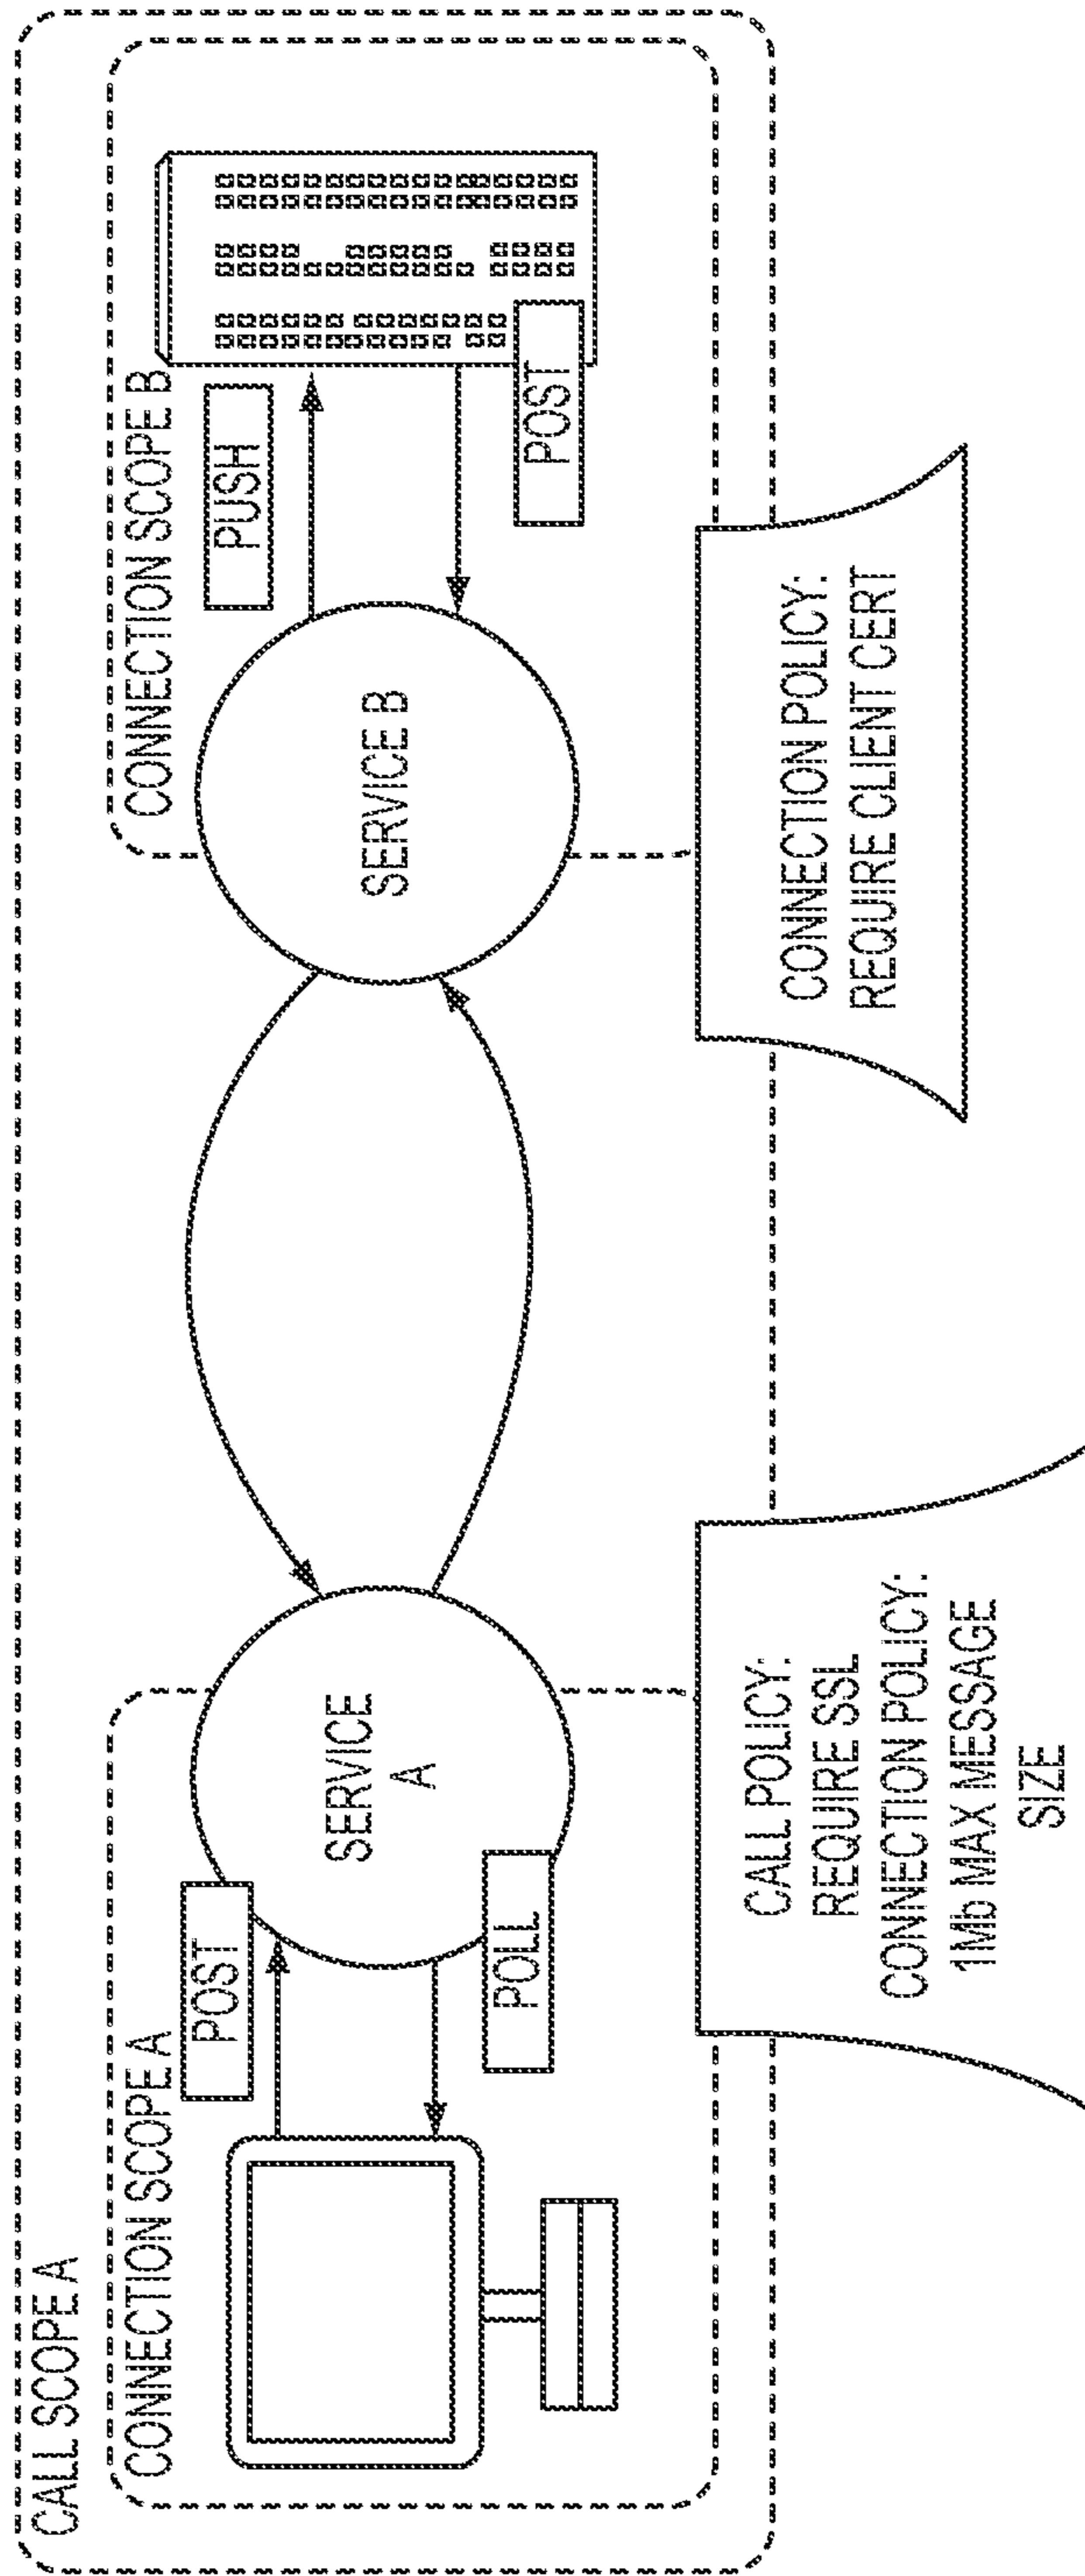 CALL SCOPE A
CONNECTION SCOPE A
POST
SERVICE
A
POLL
CONNECTION SCOPE B
PUSH
SERVICE B
POST
CALL POLICY:
REQUIRE SSL
CONNECTION POLICY:
1Mb MAX MESSAGE
SIZE
CONNECTION POLICY:
REQUIRE CLIENT CERT